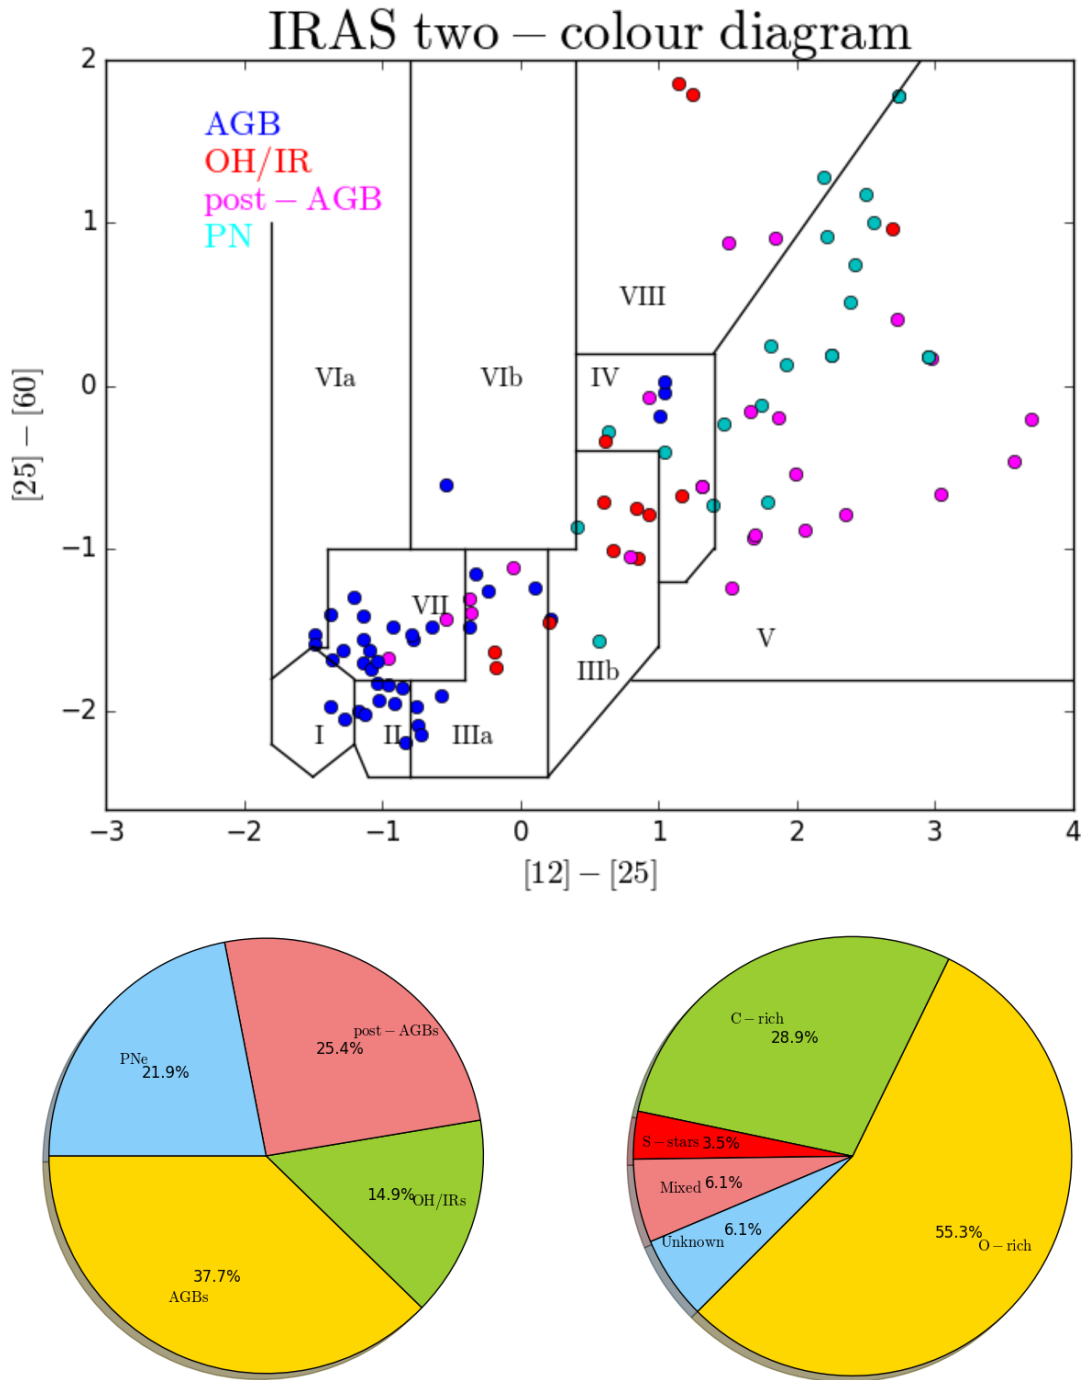 IRAS two – colour diagram
2
AGB
OH/IR
post – AGB
1
PN
VIII
VIa
VIb
IV
0
[25] – [60]
−1
VII
V
IIIb
−2
I
II
IIIa
−3
−2
−1
0
1
2
3
4
[12] – [25]
post – AGBs
25.4%
PNe
21.9%
14.9%
OH/IRs
37.7%
AGBs
C – rich
28.9%
S – stars 3.5%
Mixed 6.1%
6.1%
Unknown
55.3%
O – rich